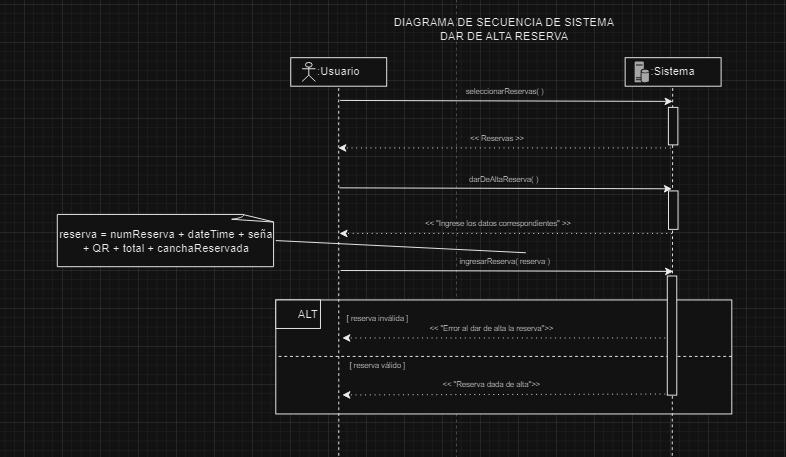 DIAGRAMA DE SECUENCIA DE SISTEMA
DAR DE ALTA RESERVA
:Usuario
:Sistema
seleccionarReservas( )
<< Reservas >>
darDeAltaReserva( )
<< "Ingrese los datos correspondientes" >>
reserva = numReserva + dateTime + seña
+ QR + total + canchaReservada
ingresarReserva( reserva )
ALT
[ reserva inválida ]
<< "Error al dar de alta la reserva">>
[ reserva válido ]
<< "Reserva dada de alta">>